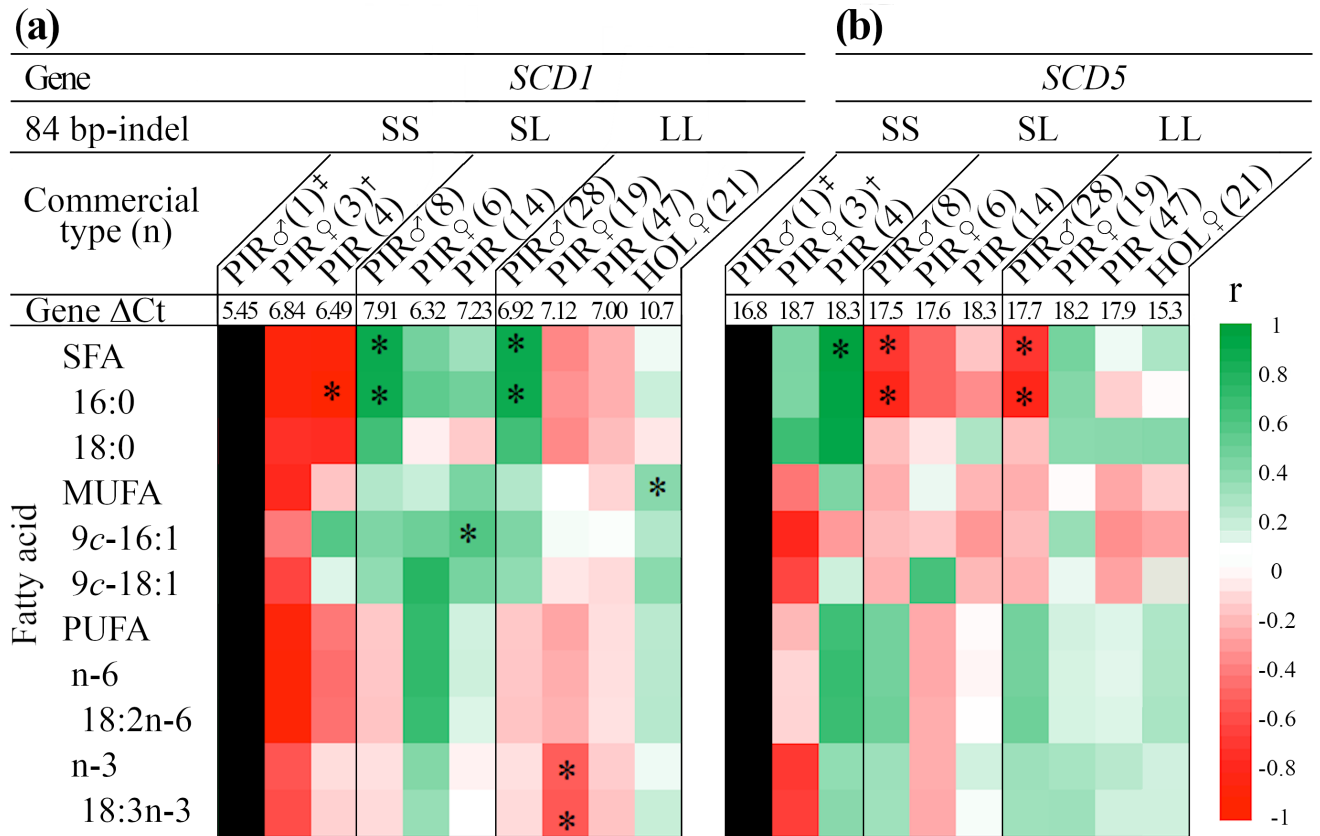 (a) (b)
Gene SCD1 SCD5
84 bp-indel SS SL LL SS SL LL
Commercial type (n)
PIR♂(1)‡ PIR♀(3)† PIR (4) PIR♂(8) PIR♀(6) PIR (14) PIR♂(28) PIR♀(19) PIR (47) HOL♀(21)
PIR♂(1)‡ PIR♀(3)† PIR (4) PIR♂(8) PIR♀(6) PIR (14) PIR♂(28) PIR♀(19) PIR (47) HOL♀(21)
r
Gene ΔCt 5.45 6.84 6.49 7.91 6.32 7.23 6.92 7.12 7.00 10.7 16.8 18.7 18.3 17.5 17.6 18.3 17.7 18.2 17.9 15.3
Fatty acid
SFA * * * * *
16:0 * * * * *
18:0
MUFA *
9c-16:1 *
9c-18:1
PUFA
n-6
18:2n-6
n-3 *
18:3n-3 *
1
0.8
0.6
0.4
0.2
0
-0.2
-0.4
-0.6
-0.8
-1